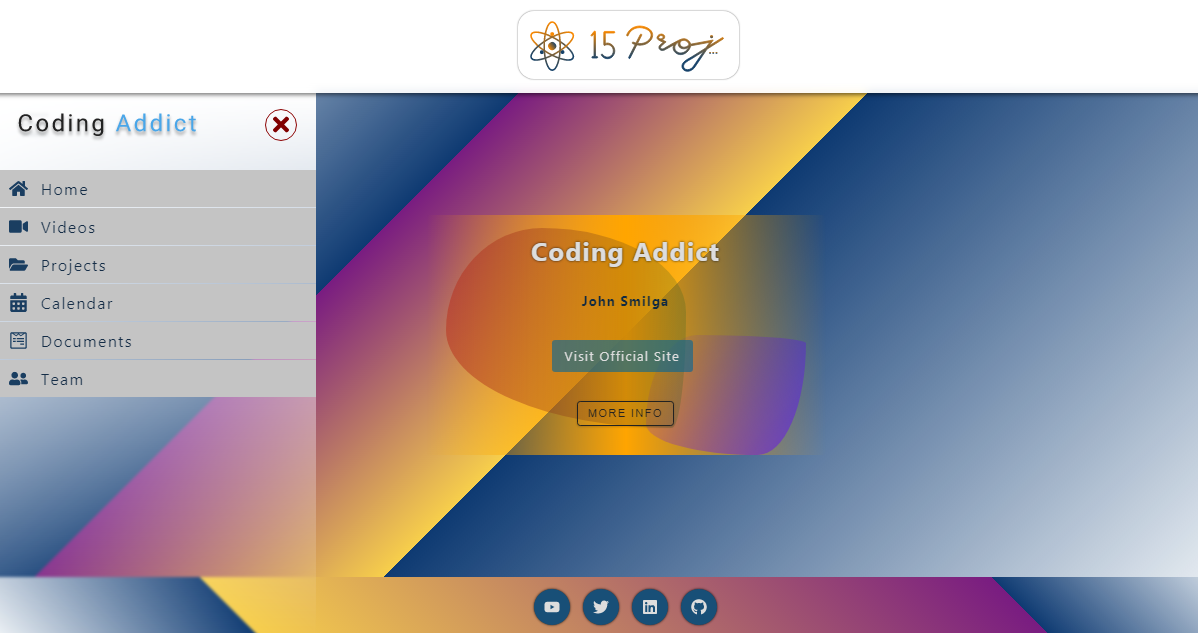 15 Proj...
Coding Addict
Home
Videos
Projects
Calendar
Documents
Team
Coding Addict
John Smilga
Visit Official Site
MORE INFO